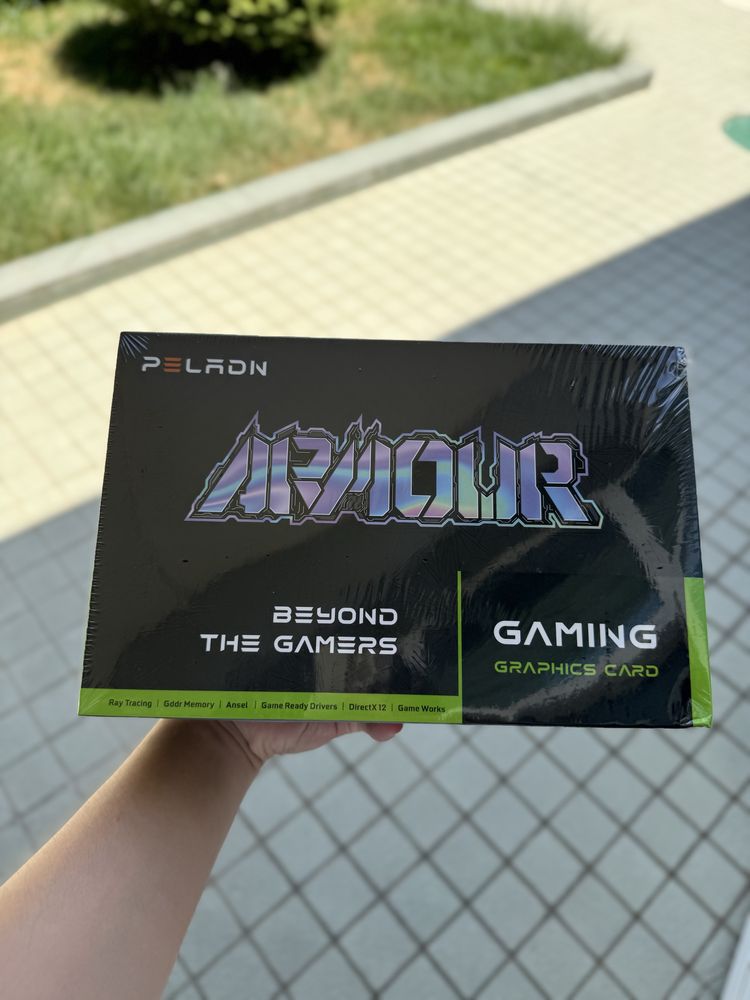 PELADN
ARMOUR
BEYOND
THE GAMERS
GAMING
GRAPHICS CARD
Ray Tracing | Gddr Memory | Ansel | Game Ready Drivers | DirectX 12 | Game Works